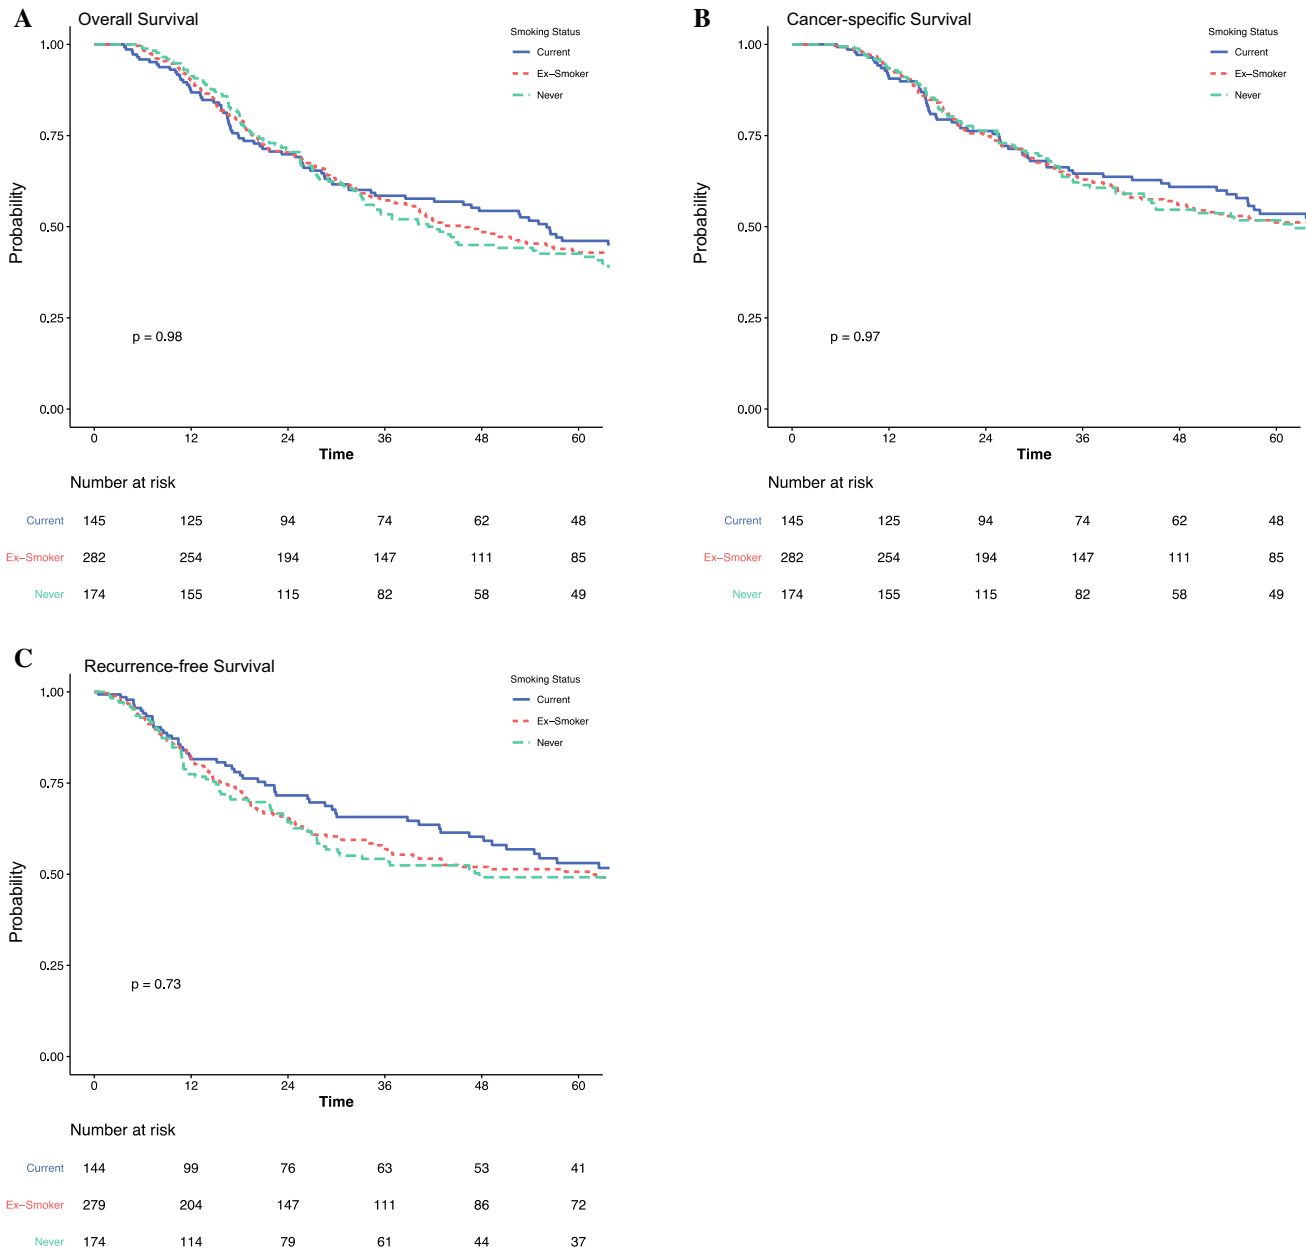 A
Overall Survival
Smoking Status
Current
Ex–Smoker
Never
1.00
0.75
0.50
0.25
0.00
Probability
p = 0.98
0 12 24 36 48 60
Time
Number at risk
Current 145 125 94 74 62 48
Ex–Smoker 282 254 194 147 111 85
Never 174 155 115 82 58 49
B
Cancer-specific Survival
Smoking Status
Current
Ex–Smoker
Never
1.00
0.75
0.50
0.25
0.00
Probability
p = 0.97
0 12 24 36 48 60
Time
Number at risk
Current 145 125 94 74 62 48
Ex–Smoker 282 254 194 147 111 85
Never 174 155 115 82 58 49
C
Recurrence-free Survival
Smoking Status
Current
Ex–Smoker
Never
1.00
0.75
0.50
0.25
0.00
Probability
p = 0.73
0 12 24 36 48 60
Time
Number at risk
Current 144 99 76 63 53 41
Ex–Smoker 279 204 147 111 86 72
Never 174 114 79 61 44 37